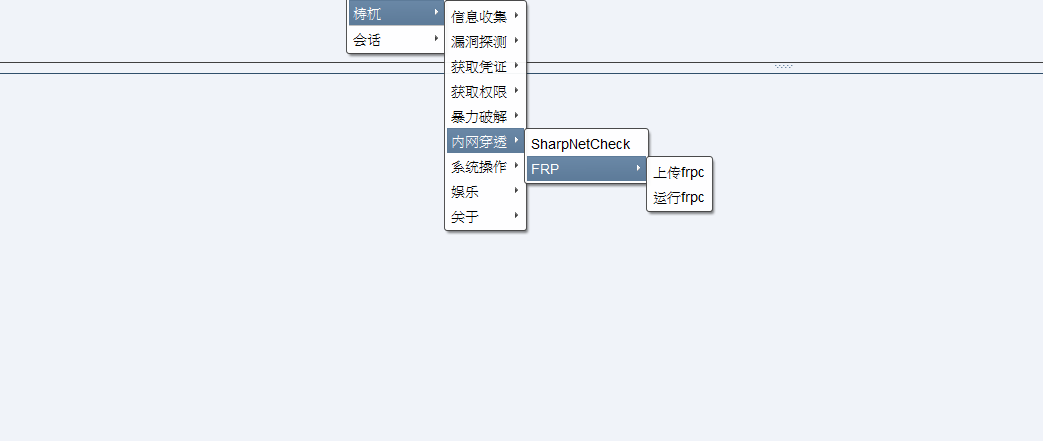 梼杌
会话
信息收集
漏洞探测
获取凭证
获取权限
暴力破解
内网穿透
系统操作
娱乐
关于
SharpNetCheck
FRP
上传frpc
运行frpc